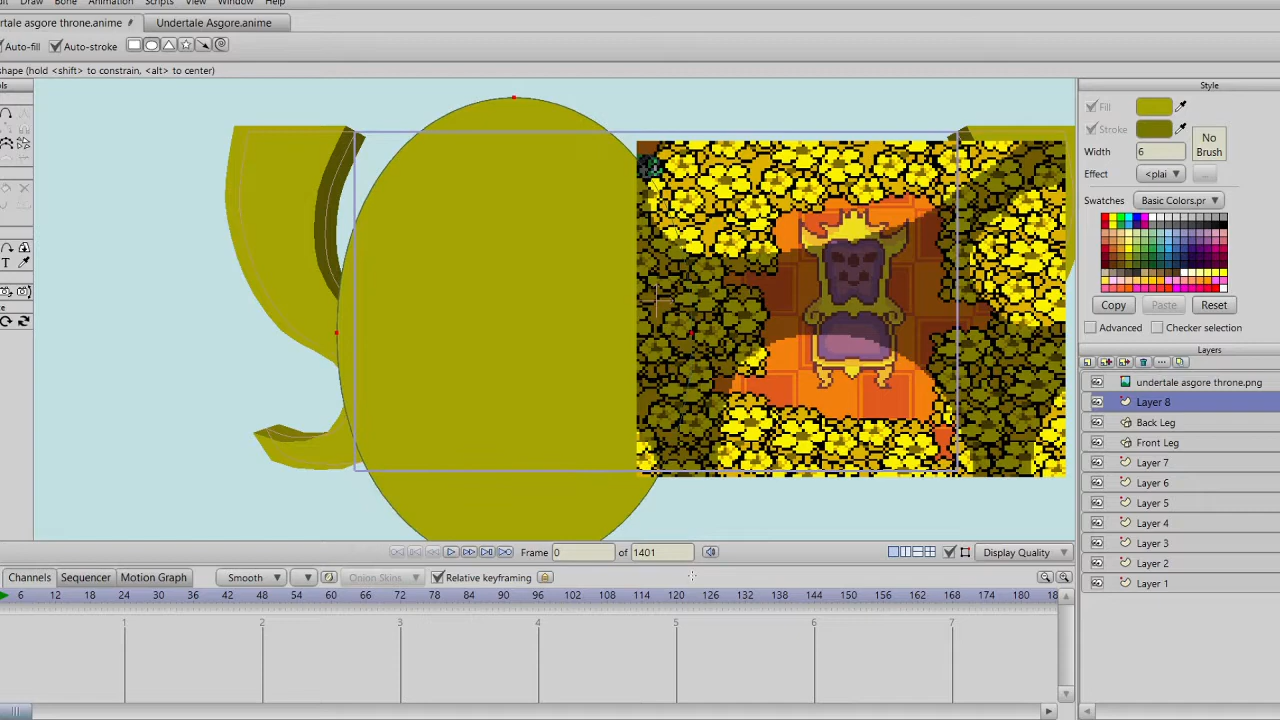 Draw Bone Animation Scripts View Window Help
rtale asgore throne.anime Undertale Asgore.anime
Auto-fill Auto-stroke
shape (hold <shift> to constrain, <alt> to center)
Style
Fill
Stroke
No
Brush
Width 6
Effect <plai
Swatches Basic Colors.pr
Copy Paste Reset
Advanced Checker selection
Layers
undertale asgore throne.png
Layer 8
Back Leg
Front Leg
Layer 7
Layer 6
Layer 5
Layer 4
Layer 3
Layer 2
Layer 1
T
Frame 0 of 1401 Display Quality
Channels Sequencer Motion Graph Smooth Onion Skins Relative keyframing
6 12 18 24 30 36 42 48 54 60 66 72 78 84 90 96 102 108 114 120 126 132 138 144 150 156 162 168 174 180 18
1 2 3 4 5 6 7